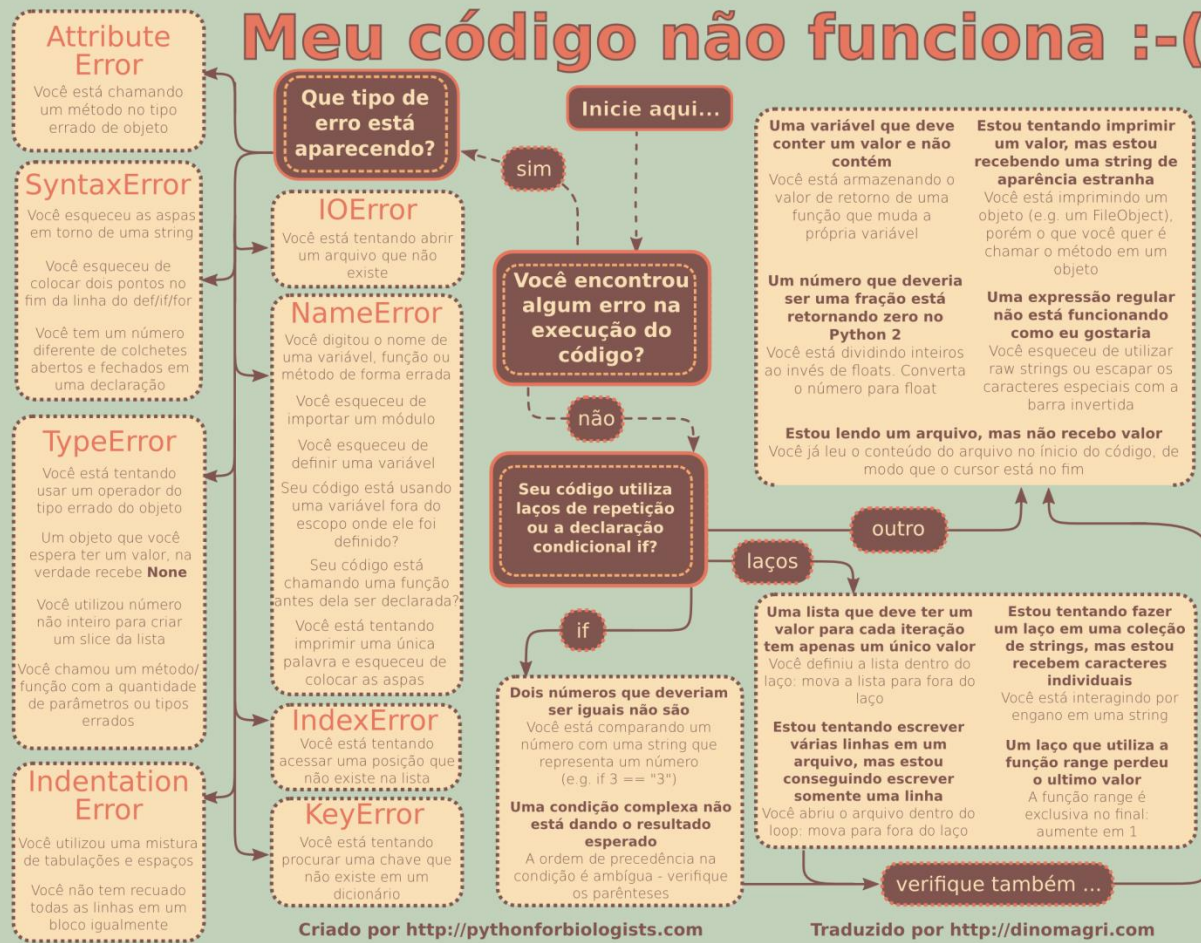 Meu código não funciona :-(
Attribute
Error
Você está chamando
um método no tipo
errado de objeto
SyntaxError
Você esqueceu as aspas
em torno de uma string
Você esqueceu de
colocar dois pontos no
fim da linha do def/if/for
Você tem um número
diferente de colchetes
abertos e fechados em
uma declaração
TypeError
Você está tentando
usar um operador do
tipo errado do objeto
Um objeto que você
espera ter um valor, na
verdade recebe None
Você utilizou número
não inteiro para criar
um slice da lista
Você chamou um método/
função com a quantidade
de parâmetros ou tipos
errados
Indentation
Error
Você utilizou uma mistura
de tabulações e espaços
Você não tem recuado
todas as linhas em um
bloco igualmente
Que tipo de
erro está
aparecendo?
IOError
Você está tentando abrir
um arquivo que não
existe
NameError
Você digitou o nome de
uma variável, função ou
método de forma errada
Você esqueceu de
importar um módulo
Você esqueceu de
definir uma variável
Seu código está usando
uma variável fora do
escopo onde ele foi
definido?
Seu código está
chamando uma função
antes dela ser declarada?
Você está tentando
imprimir uma única
palavra e esqueceu de
colocar as aspas
IndexError
Você está tentando
acessar uma posição que
não existe na lista
KeyError
Você está tentando
procurar uma chave que
não existe em um
dicionário
Inicie aqui...
sim
Você encontrou
algum erro na
execução do
código?
não
Seu código utiliza
laços de repetição
ou a declaração
condicional if?
outro
laços
if
Dois números que deveriam
ser iguais não são
Você está comparando um
número com uma string que
representa um número
(e.g. if 3 == "3")
Uma condição complexa não
está dando o resultado
esperado
A ordem de precedência na
condição é ambígua - verifique
os parênteses
Uma variável que deve
conter um valor e não
contém
Você está armazenando o
valor de retorno de uma
função que muda a
própria variável
Um número que deveria
ser uma fração está
retornando zero no
Python 2
Você está dividindo inteiros
ao invés de floats. Converta
o número para float
Estou tentando imprimir
um valor, mas estou
recebendo uma string de
aparência estranha
Você está imprimindo um
objeto (e.g. um FileObject),
porém o que você quer é
chamar o método em um
objeto
Uma expressão regular
não está funcionando
como eu gostaria
Você esqueceu de utilizar
raw strings ou escapar os
caracteres especiais com a
barra invertida
Estou lendo um arquivo, mas não recebo valor
Você já leu o conteúdo do arquivo no ínicio do código, de
modo que o cursor está no fim
Uma lista que deve ter um
valor para cada iteração
tem apenas um único valor
Você definiu a lista dentro do
laço: mova a lista para fora do
laço
Estou tentando escrever
várias linhas em um
arquivo, mas estou
conseguindo escrever
somente uma linha
Você abriu o arquivo dentro do
loop: mova para fora do laço
Estou tentando fazer
um laço em uma coleção
de strings, mas estou
recebem caracteres
individuais
Você está interagindo por
engano em uma string
Um laço que utiliza a
função range perdeu
o ultimo valor
A função range é
exclusiva no final:
aumente em 1
verifique também ...
Criado por http://pythonforbiologists.com
Traduzido por http://dinomagri.com